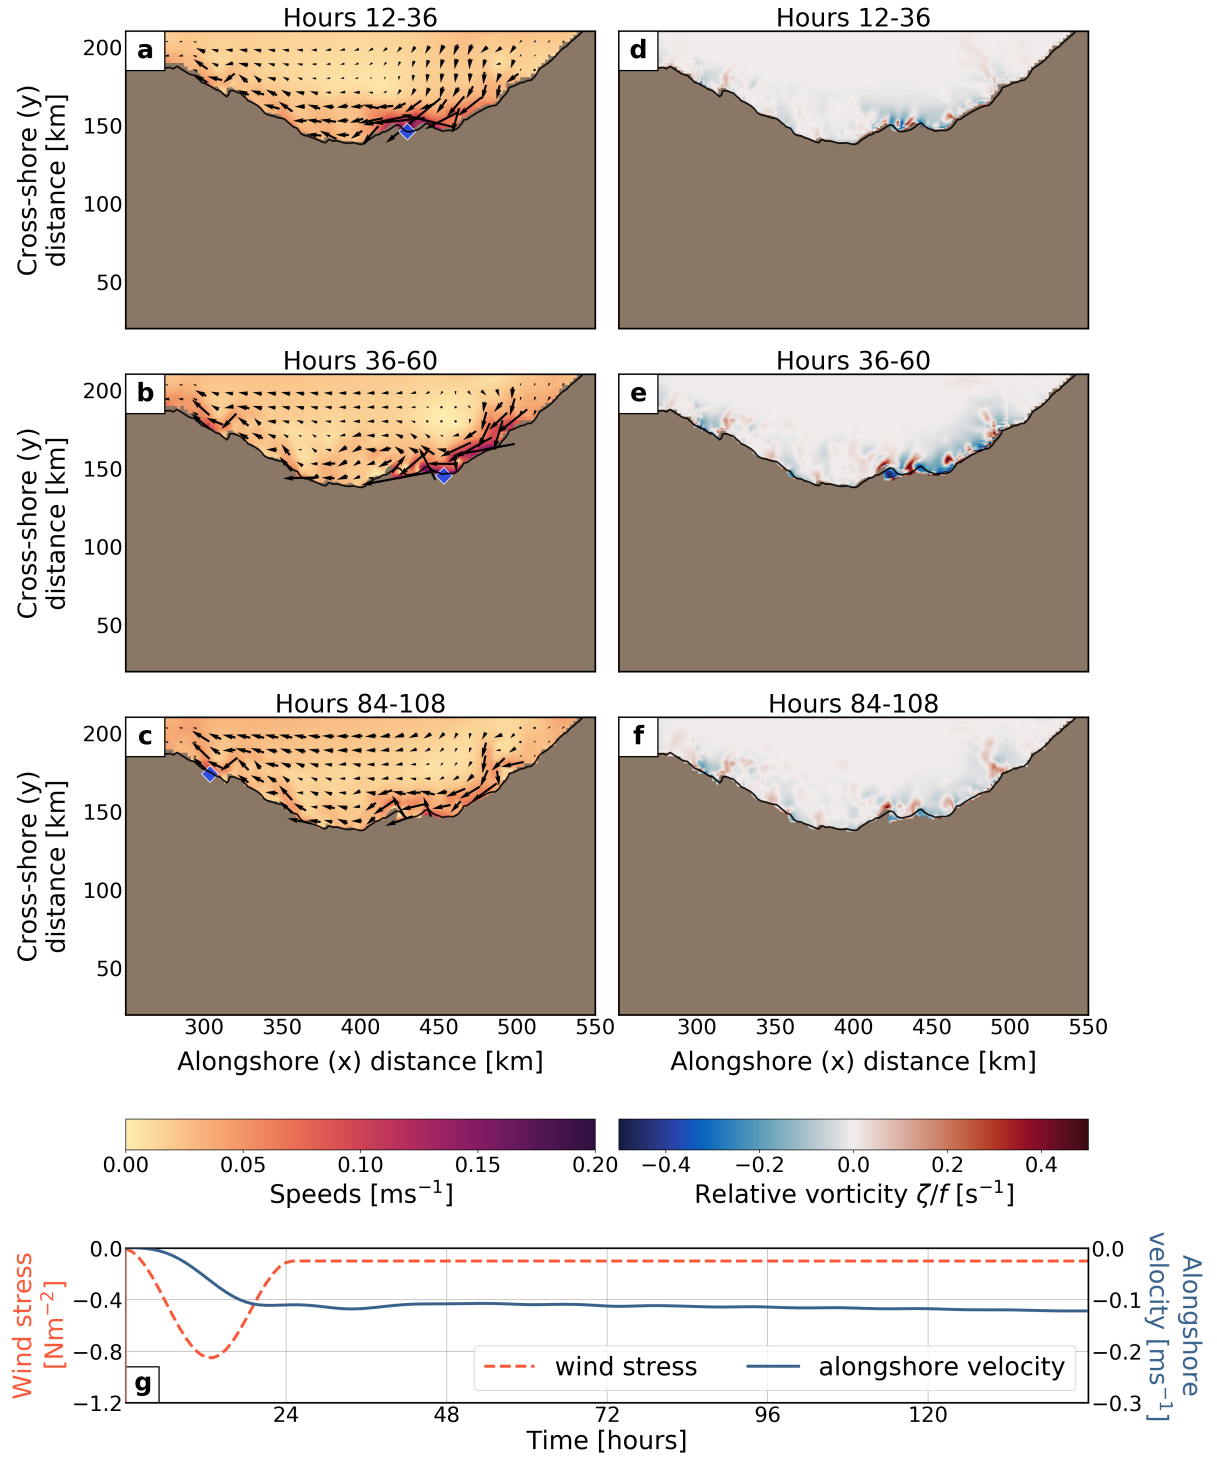 Hours 12-36
Hours 12-36
a
d
200
150
100
50
Cross-shore (y)
distance [km]
Hours 36-60
Hours 36-60
b
e
200
150
100
50
Cross-shore (y)
distance [km]
Hours 84-108
Hours 84-108
c
f
200
150
100
50
Cross-shore (y)
distance [km]
300 350 400 450 500 550
300 350 400 450 500 550
Alongshore (x) distance [km]
Alongshore (x) distance [km]
0.00 0.05 0.10 0.15 0.20
−0.4 −0.2 0.0 0.2 0.4
Speeds [ms⁻¹]
Relative vorticity ζ/f [s⁻¹]
0.0
−0.4
−0.8
−1.2
Wind stress
[Nm⁻²]
0.0
−0.1
−0.2
−0.3
Alongshore
velocity [ms⁻¹]
wind stress
alongshore velocity
g
24 48 72 96 120
Time [hours]